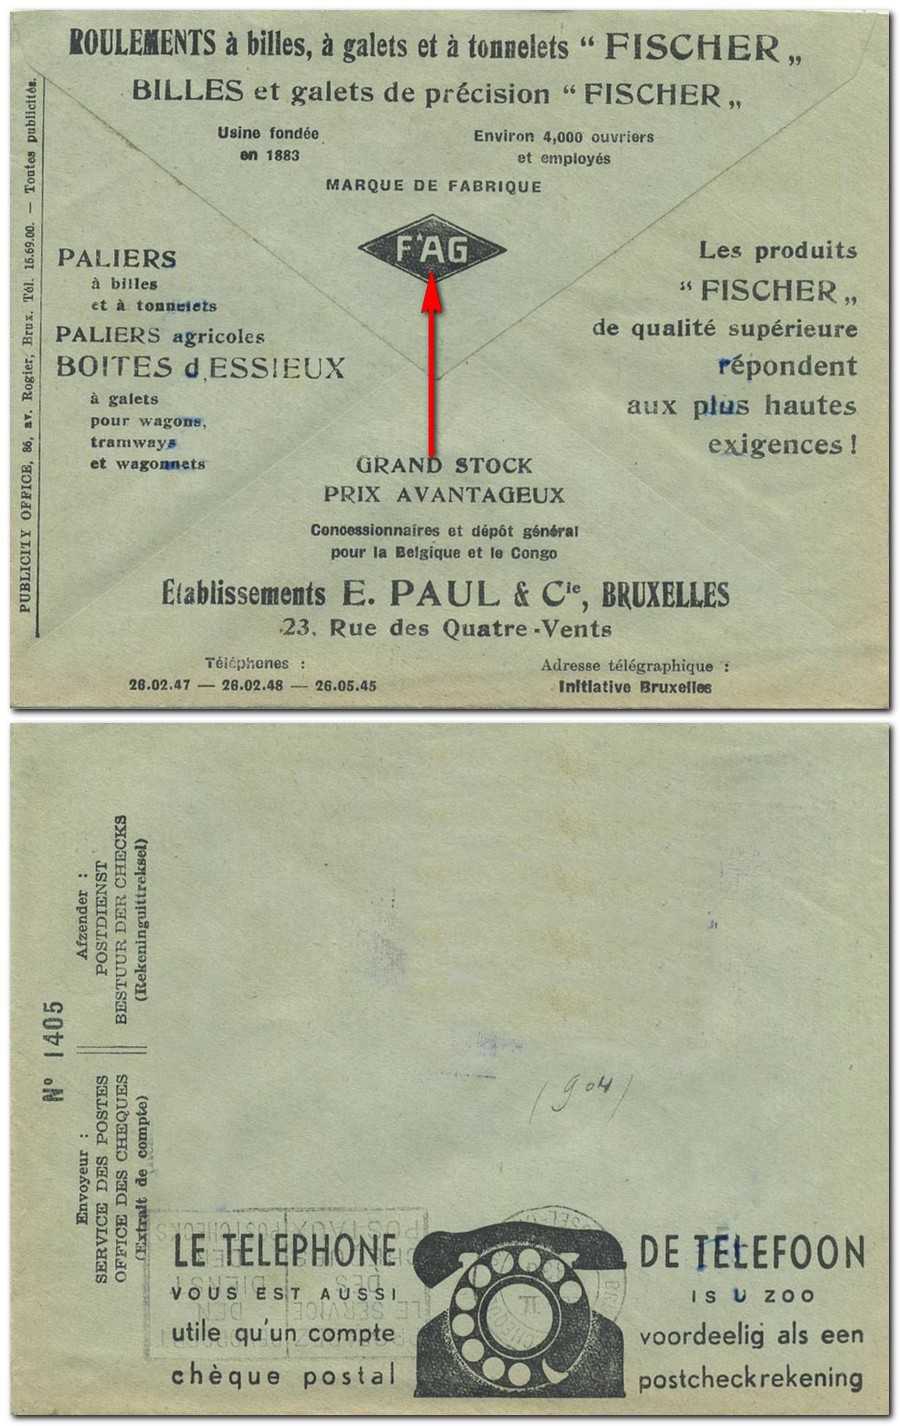 ROULEMENTS à billes, à galets et à tonnelets “ FISCHER „
BILLES et galets de précision “ FISCHER „
Usine fondée
en 1883
Environ 4,000 ouvriers
et employés
MARQUE DE FABRIQUE
FAG
PALIERS
à billes
et à tonnelets
PALIERS agricoles
BOITES d'ESSIEUX
à galets
pour wagons,
tramways
et wagonnets
Les produits
“ FISCHER „
de qualité supérieure
répondent
aux plus hautes
exigences !
GRAND STOCK
PRIX AVANTAGEUX
Concessionnaires et dépôt général
pour la Belgique et le Congo
Etablissements E. PAUL & Cie, BRUXELLES
23, Rue des Quatre-Vents
Téléphones :
26.02.47 — 26.02.48 — 26.05.45
Adresse télégraphique :
Initiative Bruxelles
PUBLICITY OFFICE, 86, av. Rogier, Brux. Tél. 15.69.00. — Toutes publicités.
N° 1405
Afzender :
POSTDIENST
BESTUUR DER CHECKS
(Rekeninguittreksel)
Envoyeur :
SERVICE DES POSTES
OFFICE DES CHEQUES
(Extrait de compte)
(904)
LE TELEPHONE
VOUS EST AUSSI
utile qu'un compte
chèque postal
DE TELEFOON
IS U ZOO
voordeelig als een
postcheckrekening